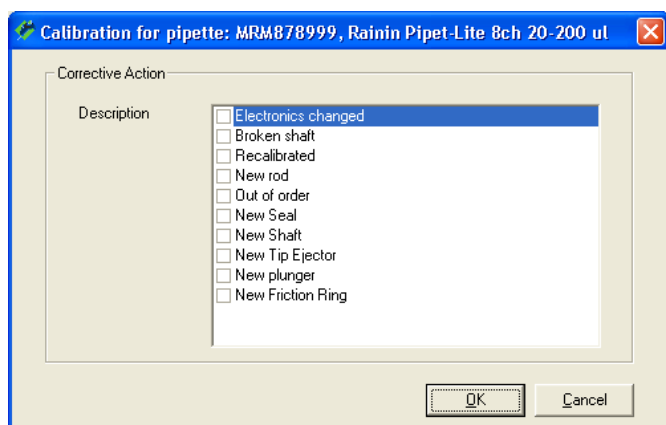 Calibration for pipette: MRM878999, Rainin Pipet-Lite 8ch 20-200 ul
Corrective Action
Description
Electronics changed
Broken shaft
Recalibrated
New rod
Out of order
New Seal
New Shaft
New Tip Ejector
New plunger
New Friction Ring
OK
Cancel